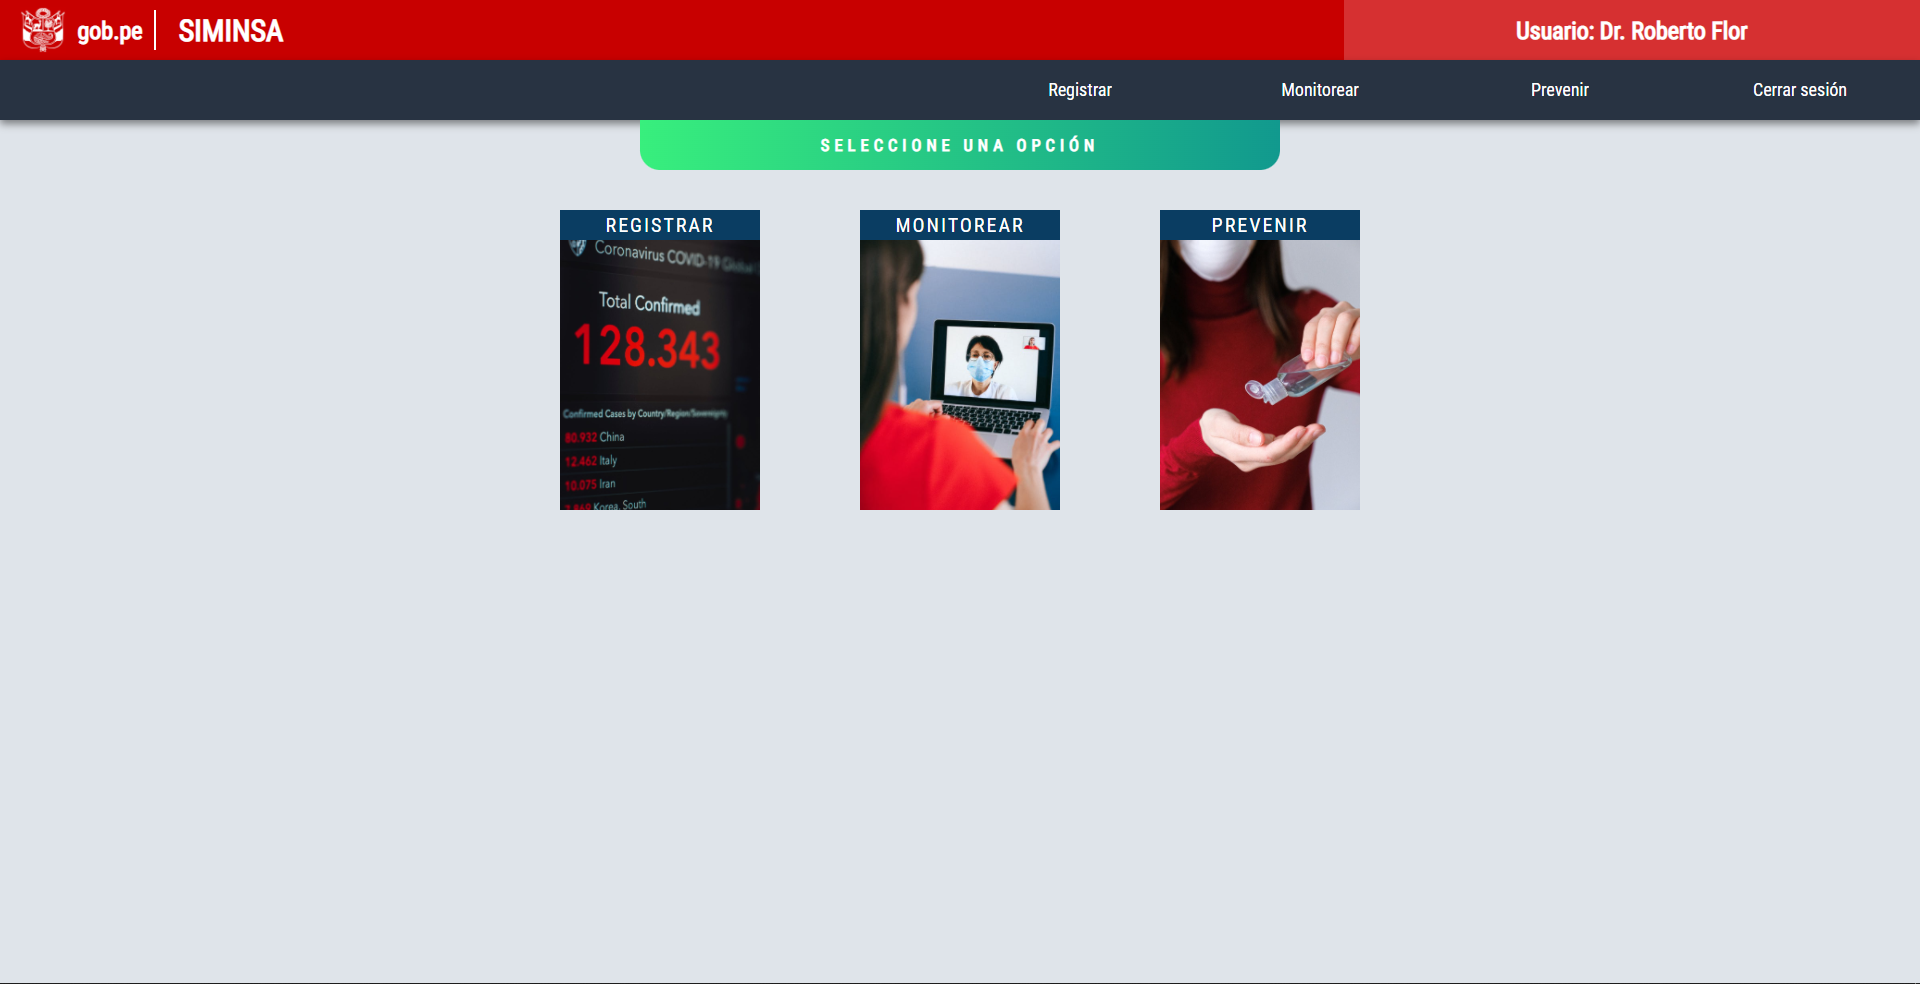 gob.pe
SIMINSA
Usuario: Dr. Roberto Flor
Registrar
Monitorear
Prevenir
Cerrar sesión
SELECCIONE UNA OPCIÓN
REGISTRAR
MONITOREAR
PREVENIR
Coronavirus COVID-19 Global
Total Confirmed
128.343
Confirmed Cases by Country/Region/Sovereignty
80.932 China
12.462 Italy
10.075 Iran
Korea, South